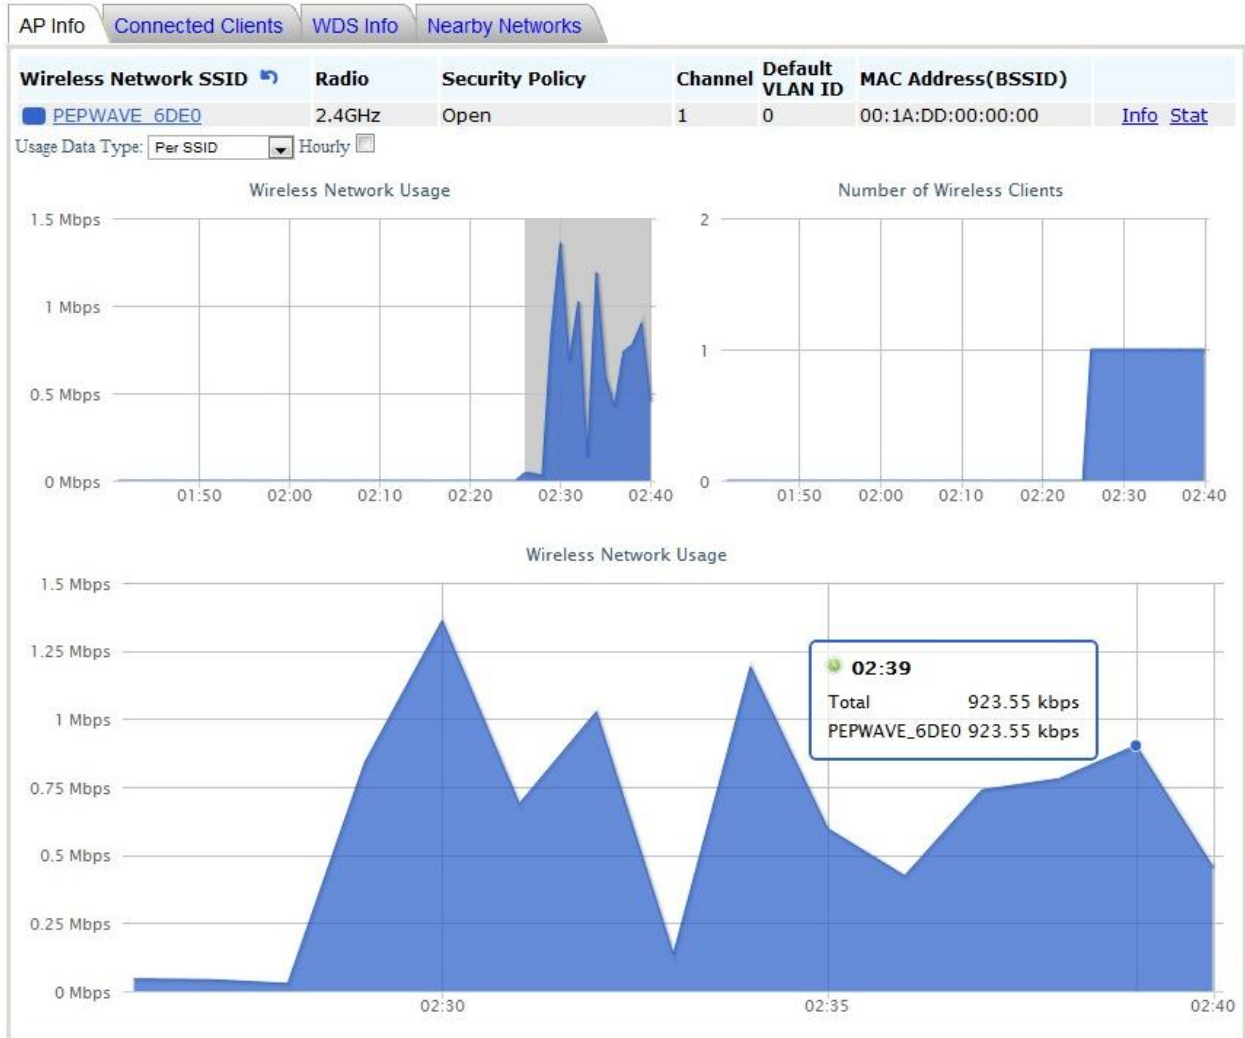 AP Info Connected Clients WDS Info Nearby Networks
Wireless Network SSID Radio Security Policy Channel Default VLAN ID MAC Address(BSSID)
PEPWAVE_6DE0 2.4GHz Open 1 0 00:1A:DD:00:00:00 Info Stat
Usage Data Type: Per SSID Hourly
Wireless Network Usage
1.5 Mbps
1 Mbps
0.5 Mbps
0 Mbps
01:50 02:00 02:10 02:20 02:30 02:40
Number of Wireless Clients
2
1
0
01:50 02:00 02:10 02:20 02:30 02:40
Wireless Network Usage
1.5 Mbps
1.25 Mbps
1 Mbps
0.75 Mbps
0.5 Mbps
0.25 Mbps
0 Mbps
02:39
Total 923.55 kbps
PEPWAVE_6DE0 923.55 kbps
02:30 02:35 02:40